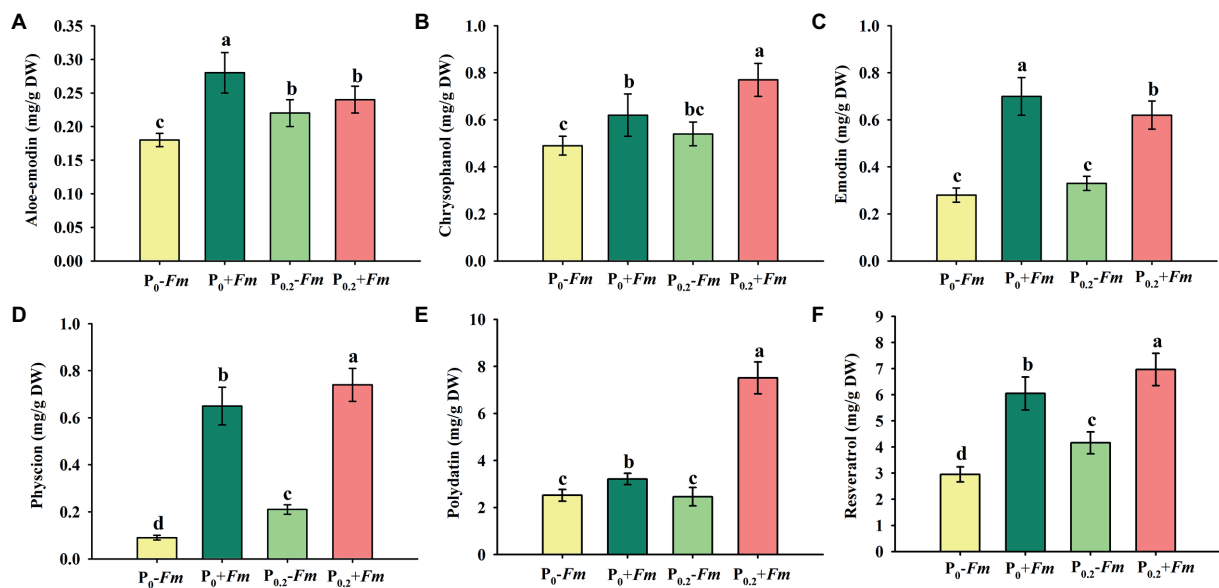 A
Aloe-emodin (mg/g DW)
0.35
0.30
0.25
0.20
0.15
0.10
0.05
0.00
c
a
b
b
P0-Fm
P0+Fm
P0.2-Fm
P0.2+Fm
B
Chrysophanol (mg/g DW)
1.0
0.8
0.6
0.4
0.2
0.0
c
b
bc
a
P0-Fm
P0+Fm
P0.2-Fm
P0.2+Fm
C
Emodin (mg/g DW)
1.0
0.8
0.6
0.4
0.2
0.0
c
a
c
b
P0-Fm
P0+Fm
P0.2-Fm
P0.2+Fm
D
Physcion (mg/g DW)
1.0
0.8
0.6
0.4
0.2
0.0
d
b
c
a
P0-Fm
P0+Fm
P0.2-Fm
P0.2+Fm
E
Polydatin (mg/g DW)
10
8
6
4
2
0
c
b
c
a
P0-Fm
P0+Fm
P0.2-Fm
P0.2+Fm
F
Resveratrol (mg/g DW)
9
8
7
6
5
4
3
2
1
0
d
b
c
a
P0-Fm
P0+Fm
P0.2-Fm
P0.2+Fm